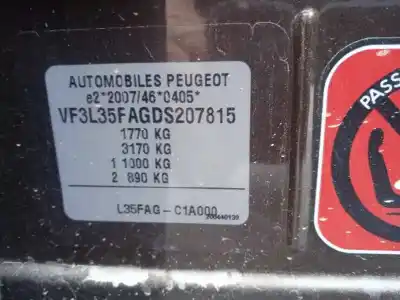 AUTOMOBILES PEUGEOT
e2*2007/46*0405*
VF3L35FAGDS207815
1770 KG
3170 KG
1 1000 KG
2 890 KG
L35FAG - C1A000
PASS